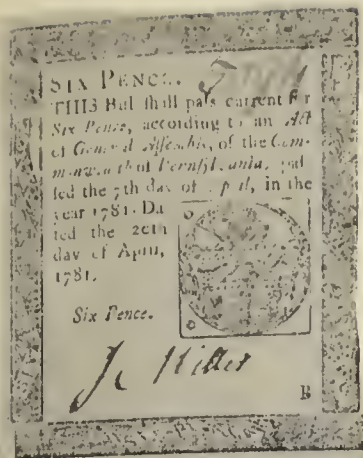 SIX PENCE.
THIS Bill shall pass current for
Six Pence, according to an Act
of General Assembly, of the Com-
monwealth of Pennsylvania, pas-
sed the 7th day of April, in the
year 1781. Da
ted the 20th
day of April,
1781.
Six Pence.
B